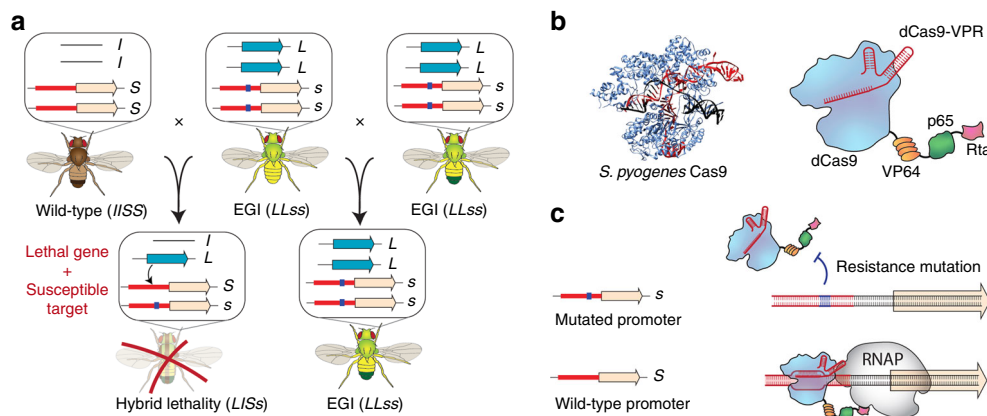 a
l
l
S
S
L
L
s
s
L
L
s
s
×
×
Wild-type (llSS)
EGI (LLss)
EGI (LLss)
Lethal gene
+
Susceptible
target
l
L
S
s
L
L
s
s
Hybrid lethality (LlSs)
EGI (LLss)
b
dCas9-VPR
p65
Rta
dCas9
VP64
S. pyogenes Cas9
c
Resistance mutation
s
Mutated promoter
RNAP
S
Wild-type promoter